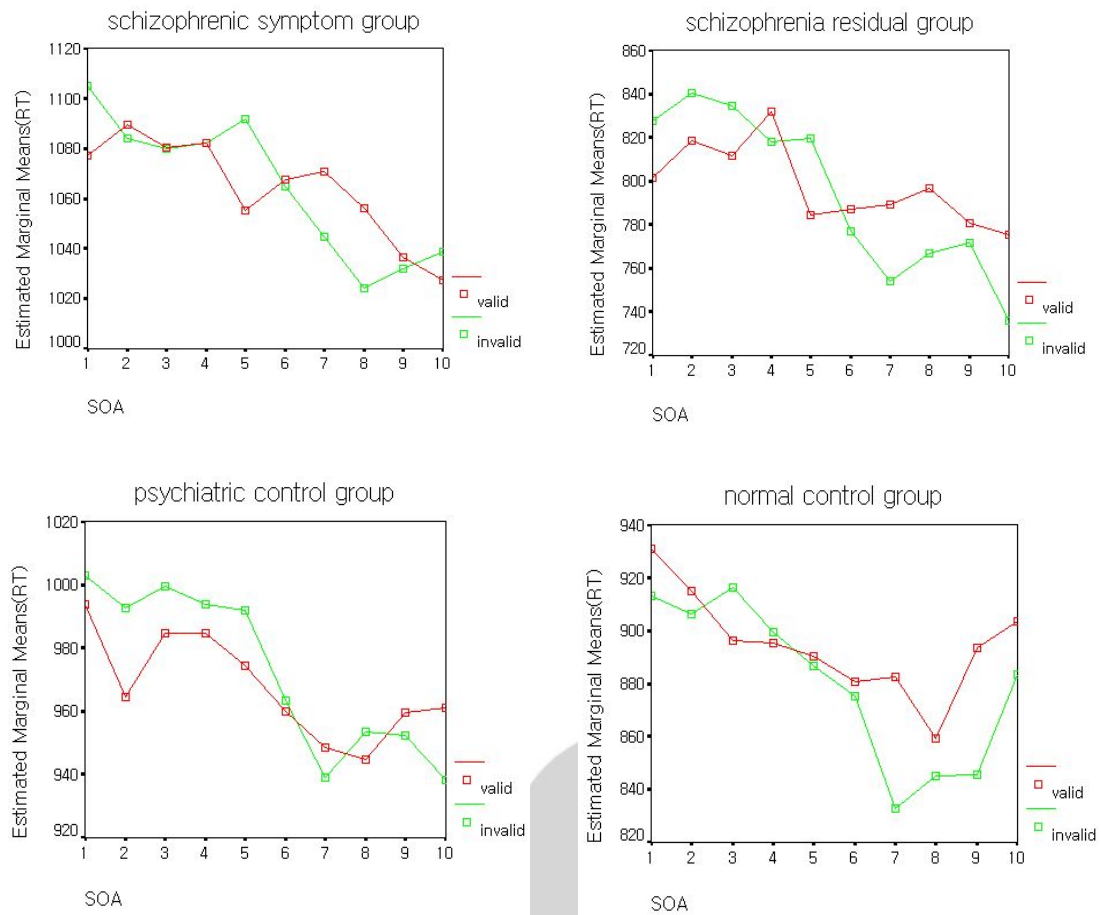 schizophrenic symptom group
Estimated Marginal Means(RT)
1120
1100
1080
1060
1040
1020
1000
1 2 3 4 5 6 7 8 9 10
SOA
valid
invalid
schizophrenia residual group
Estimated Marginal Means(RT)
860
840
820
800
780
760
740
720
1 2 3 4 5 6 7 8 9 10
SOA
valid
invalid
psychiatric control group
Estimated Marginal Means(RT)
1020
1000
980
960
940
920
1 2 3 4 5 6 7 8 9 10
SOA
valid
invalid
normal control group
Estimated Marginal Means(RT)
940
920
900
880
860
840
820
1 2 3 4 5 6 7 8 9 10
SOA
valid
invalid